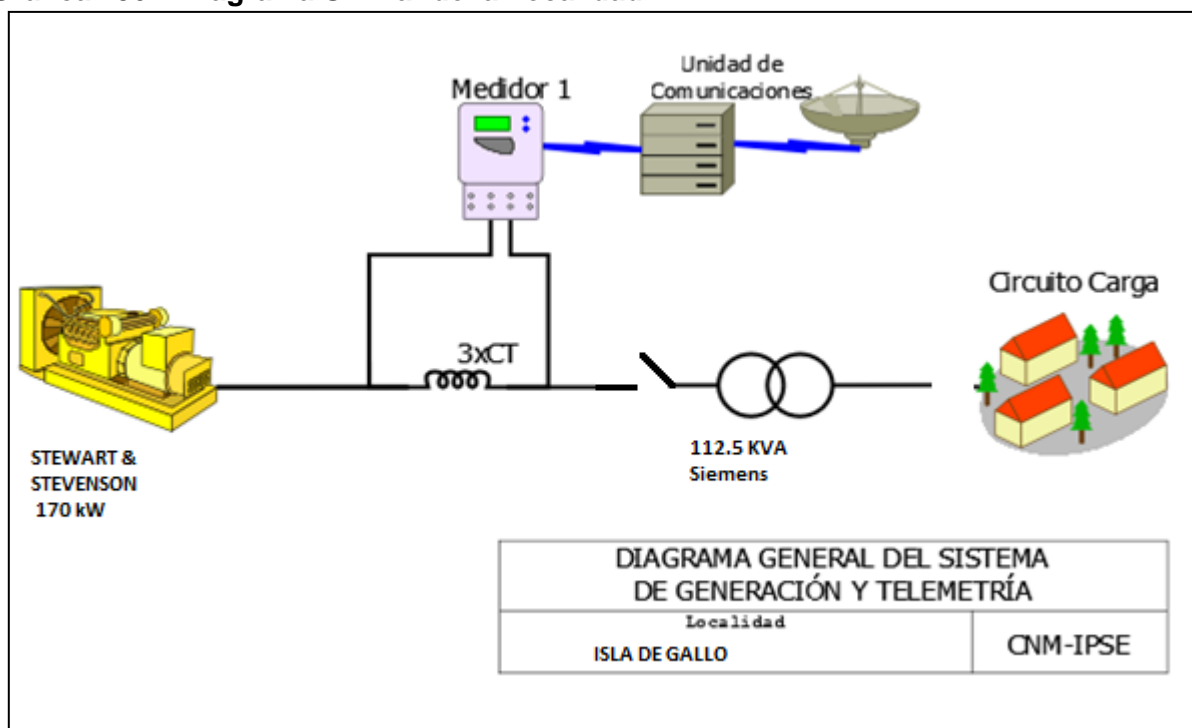 Medidor 1
Unidad de
Comunicaciones
3xCT
Circuito Carga
STEWART &
STEVENSON
170 kW
112.5 KVA
Siemens
DIAGRAMA GENERAL DEL SISTEMA
DE GENERACIÓN Y TELEMETRÍA
Localidad
ISLA DE GALLO
CNM-IPSE